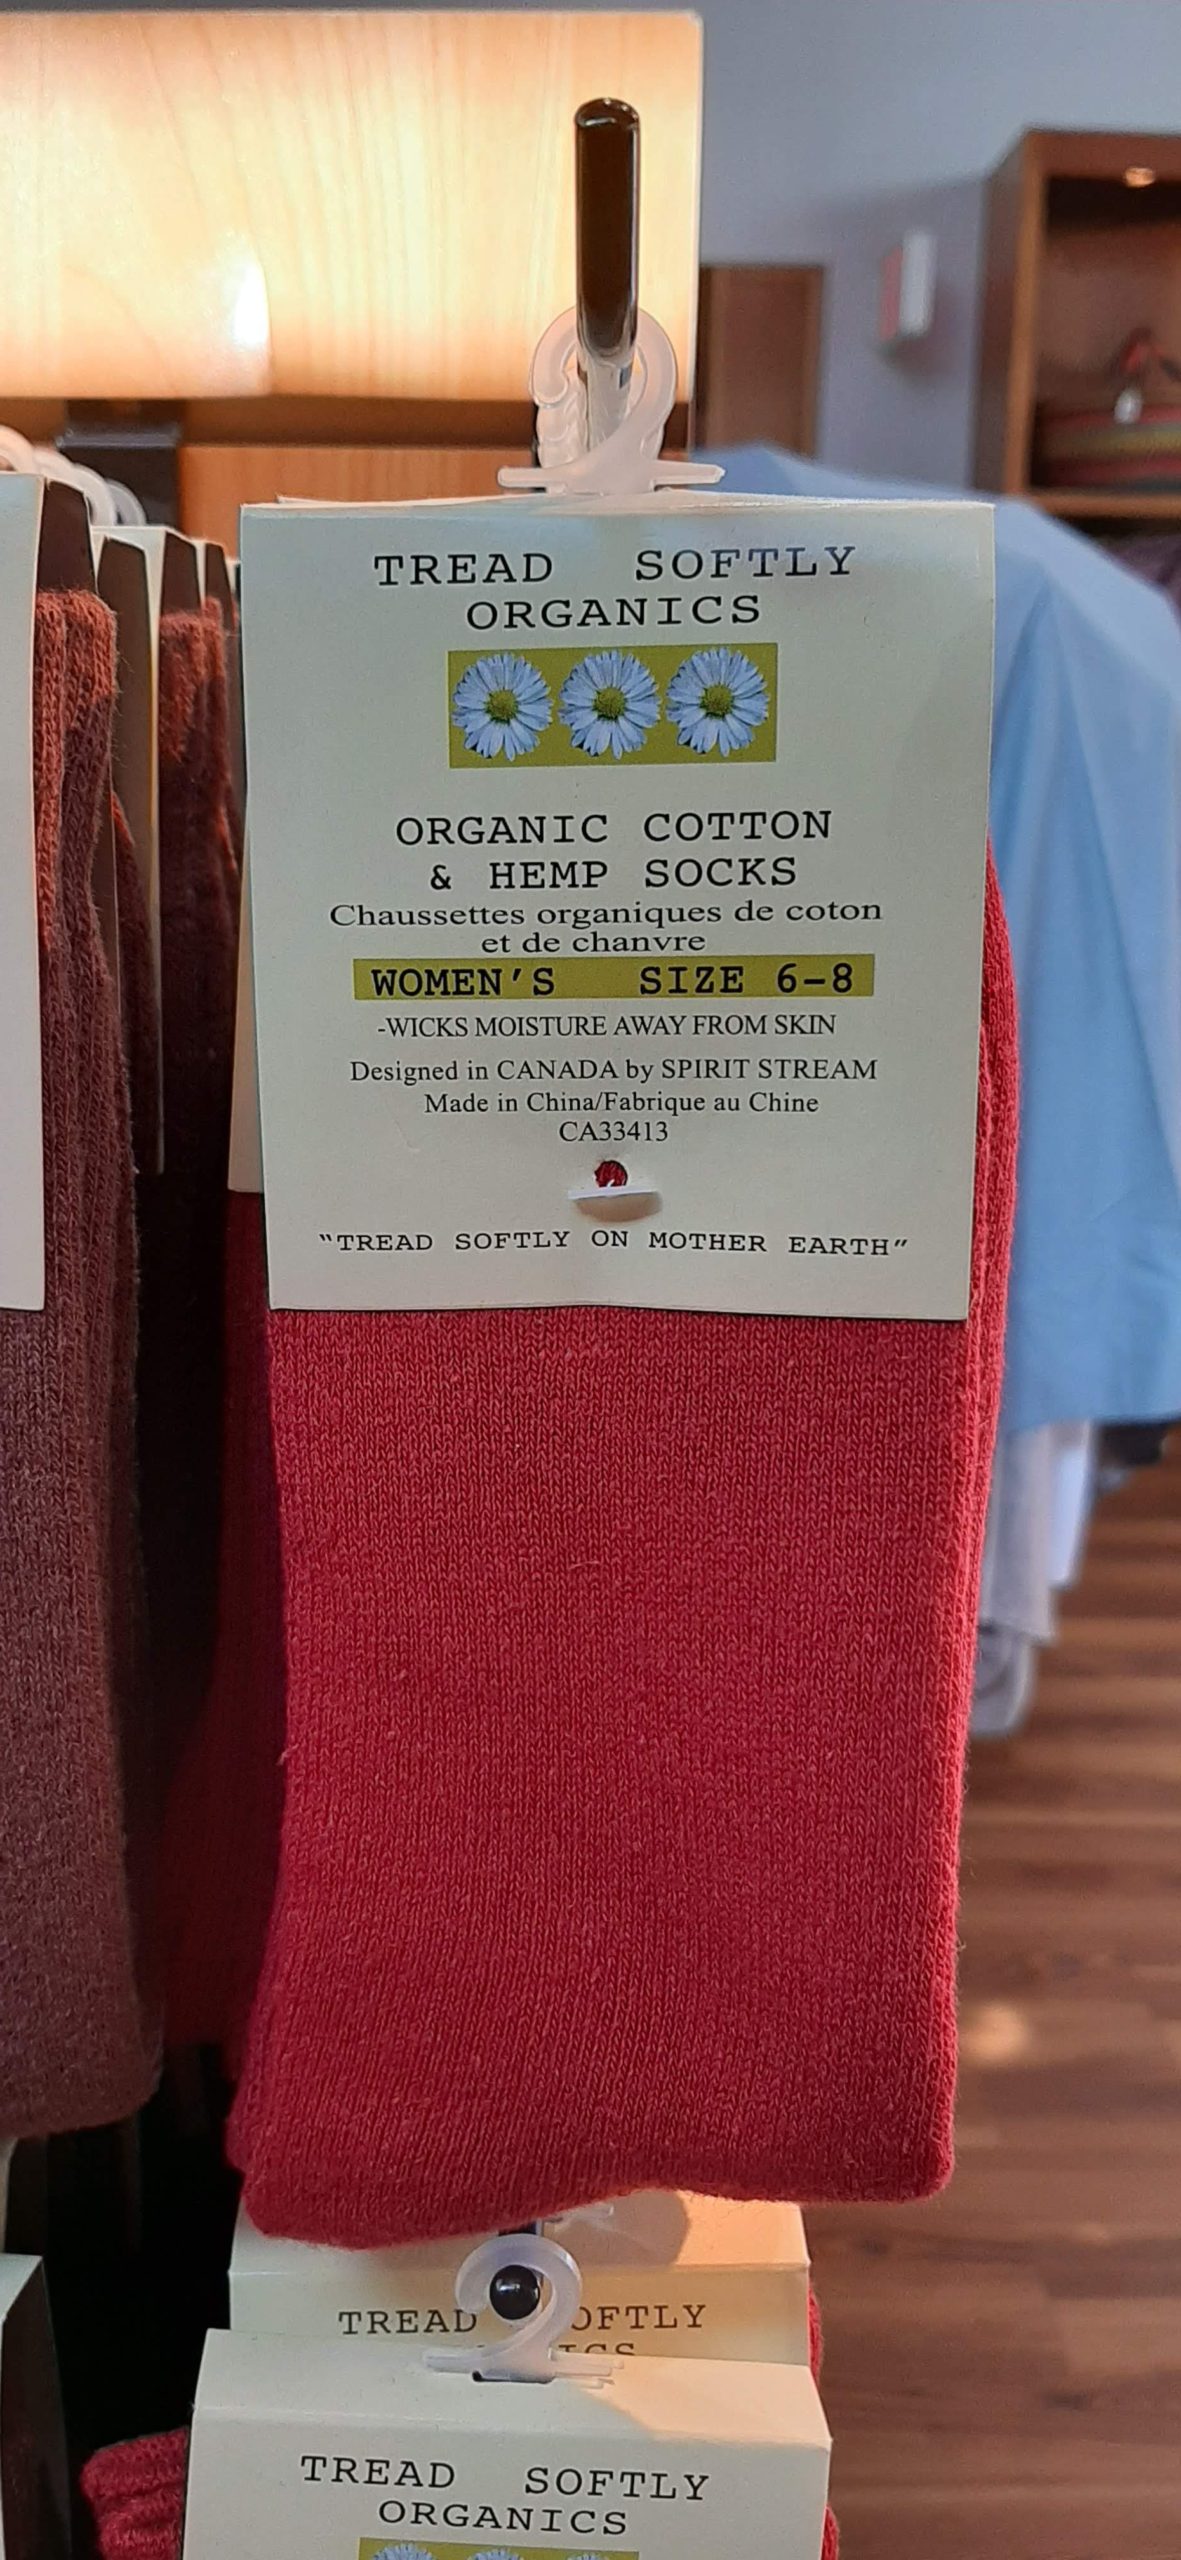 TREAD SOFTLY
ORGANICS
ORGANIC COTTON
& HEMP SOCKS
Chaussettes organiques de coton
et de chanvre
WOMEN'S SIZE 6-8
-WICKS MOISTURE AWAY FROM SKIN
Designed in CANADA by SPIRIT STREAM
Made in China/Fabrique au Chine
CA33413
"TREAD SOFTLY ON MOTHER EARTH"
TREAD
TREAD SOFTLY
ORGANICS